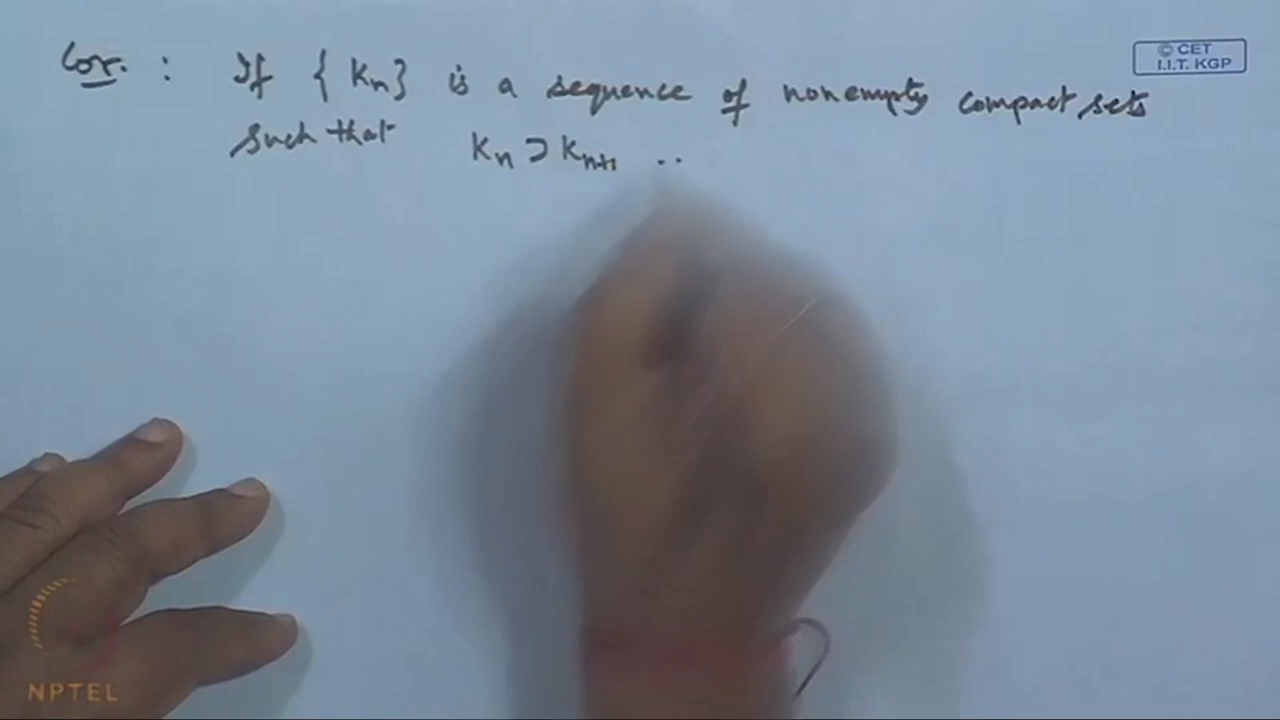 Cor. : If { Kn} is a sequence of nonempty compact sets
such that Kn ⊃ Kn+1 ..
© CET
I.I.T. KGP
NPTEL